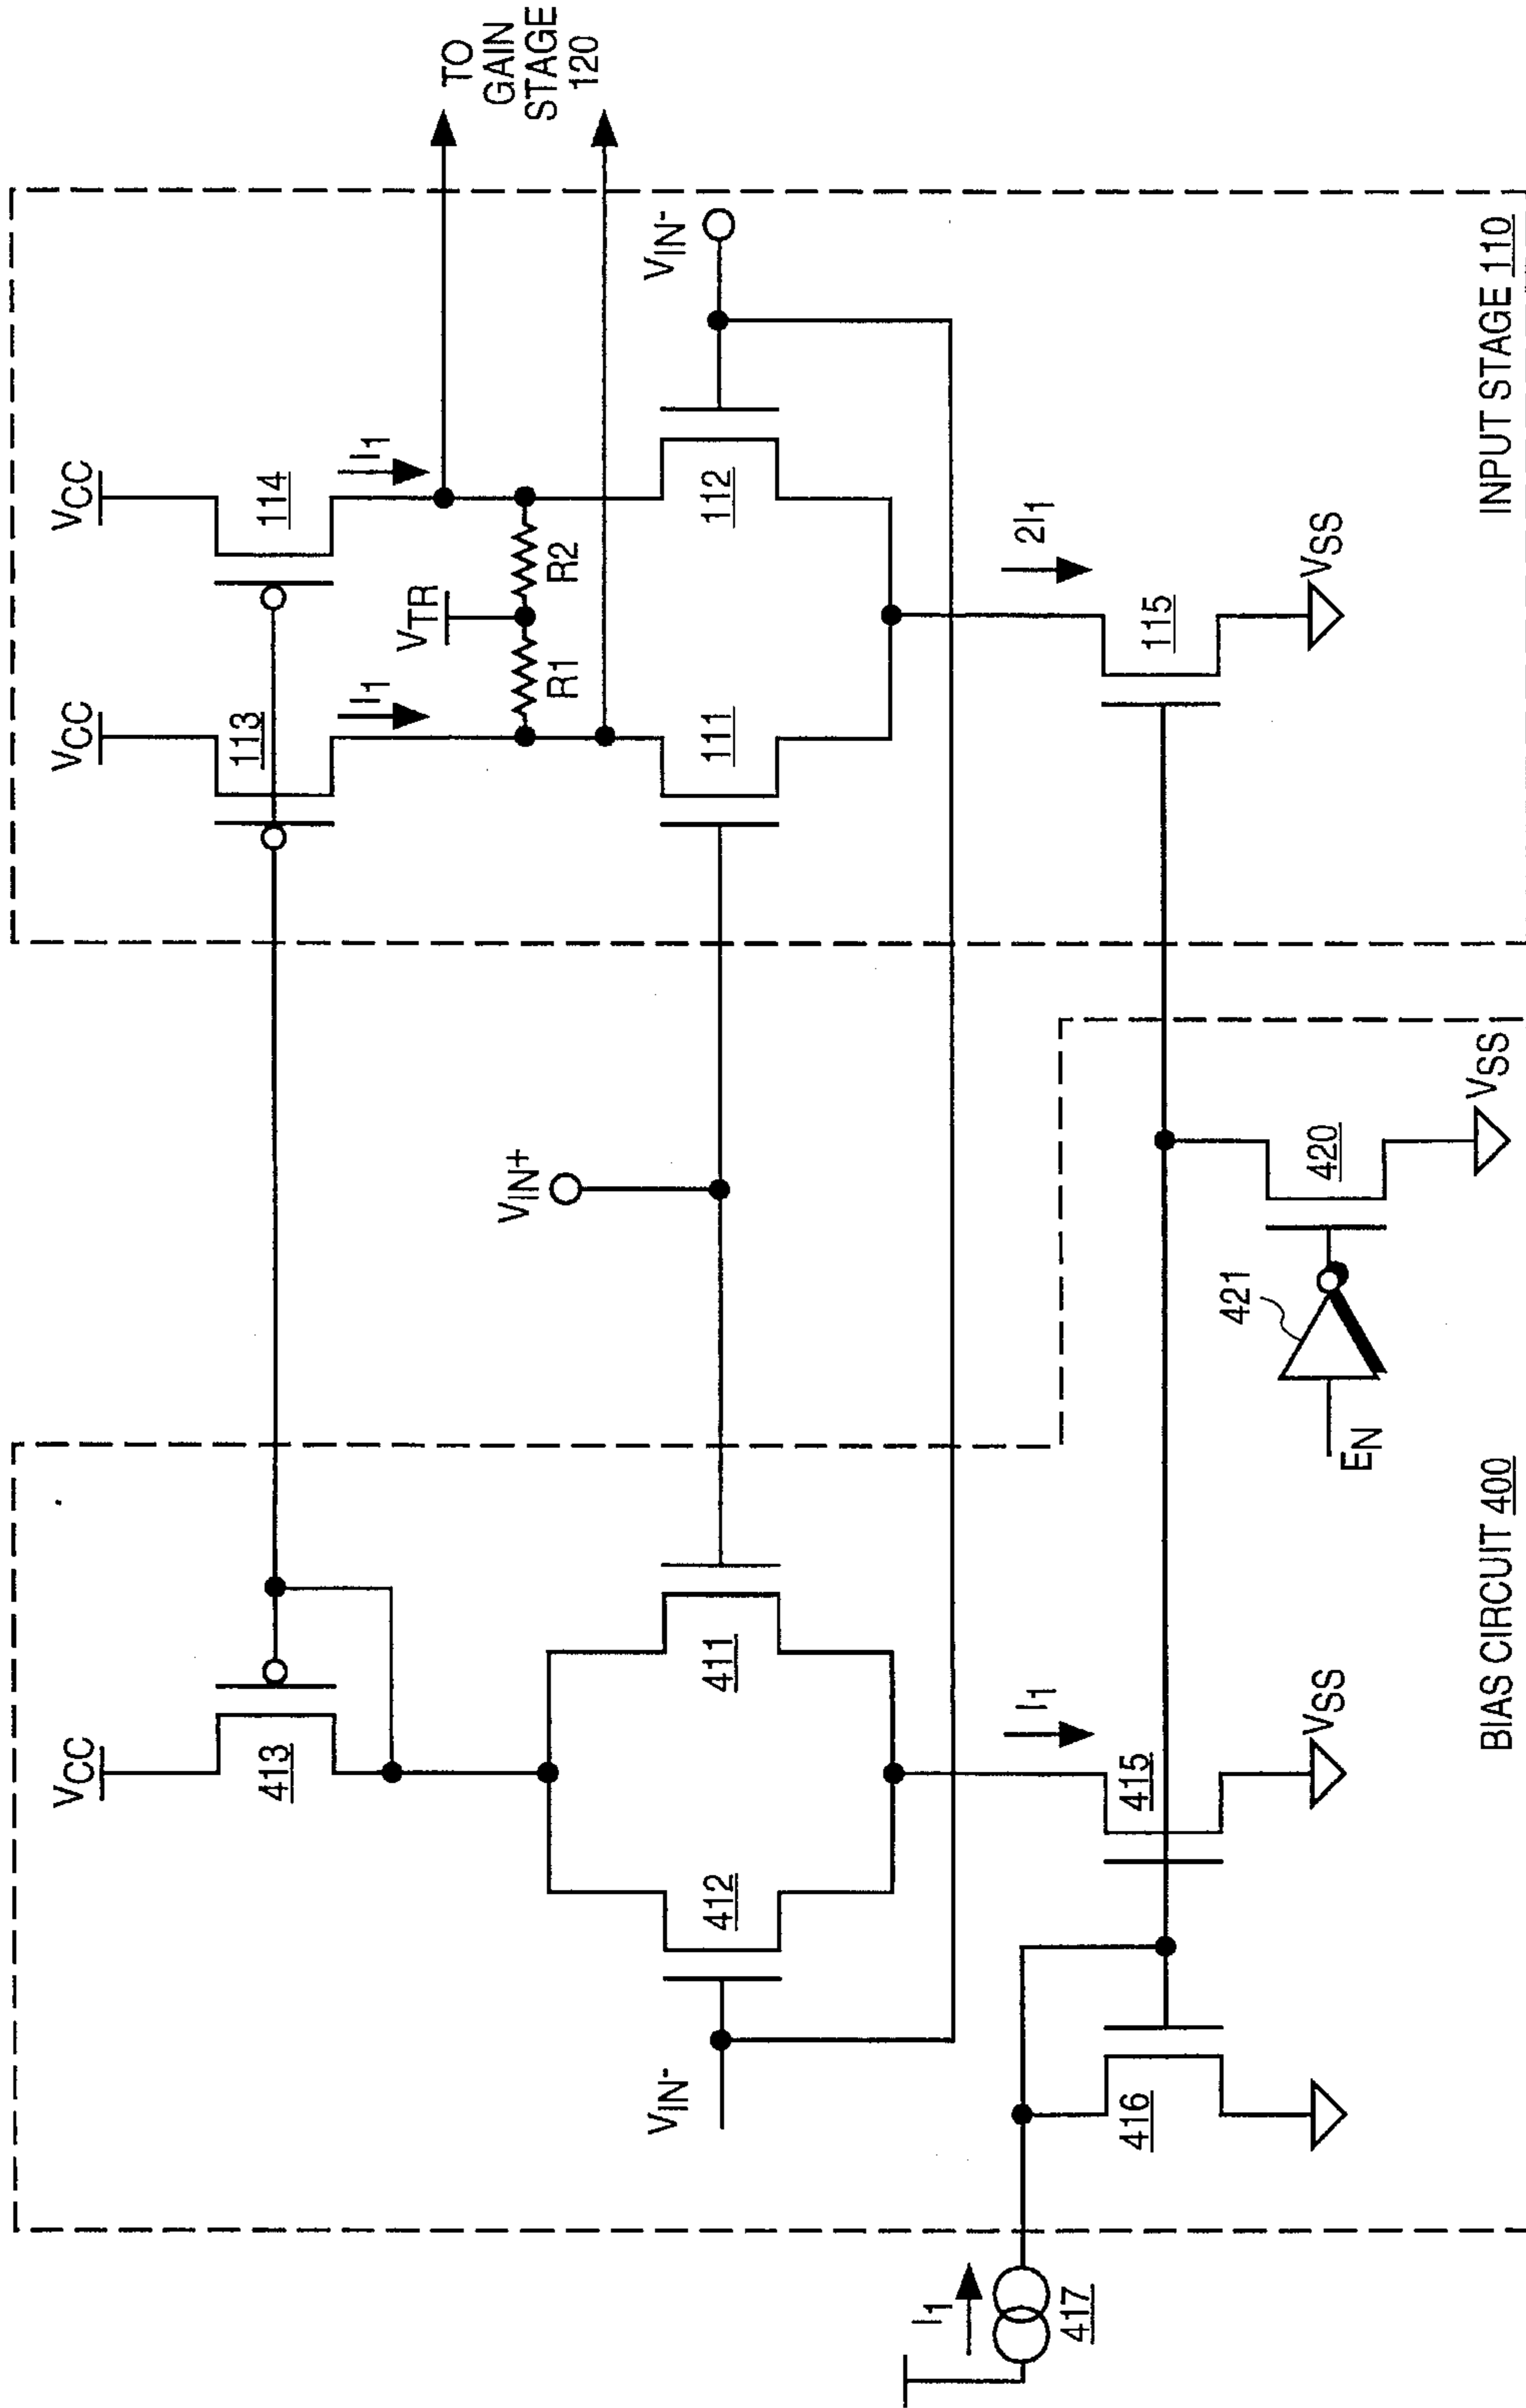 VCC
413
VCC
113
I1
VCC
114
I1
TO
GAIN
STAGE
120
VTR
R1
R2
VIN-
412
411
VIN+
111
112
VIN-
I1
417
416
I1
415
VSS
EN
421
420
VSS
2I1
115
VSS
BIAS CIRCUIT 400
INPUT STAGE 110